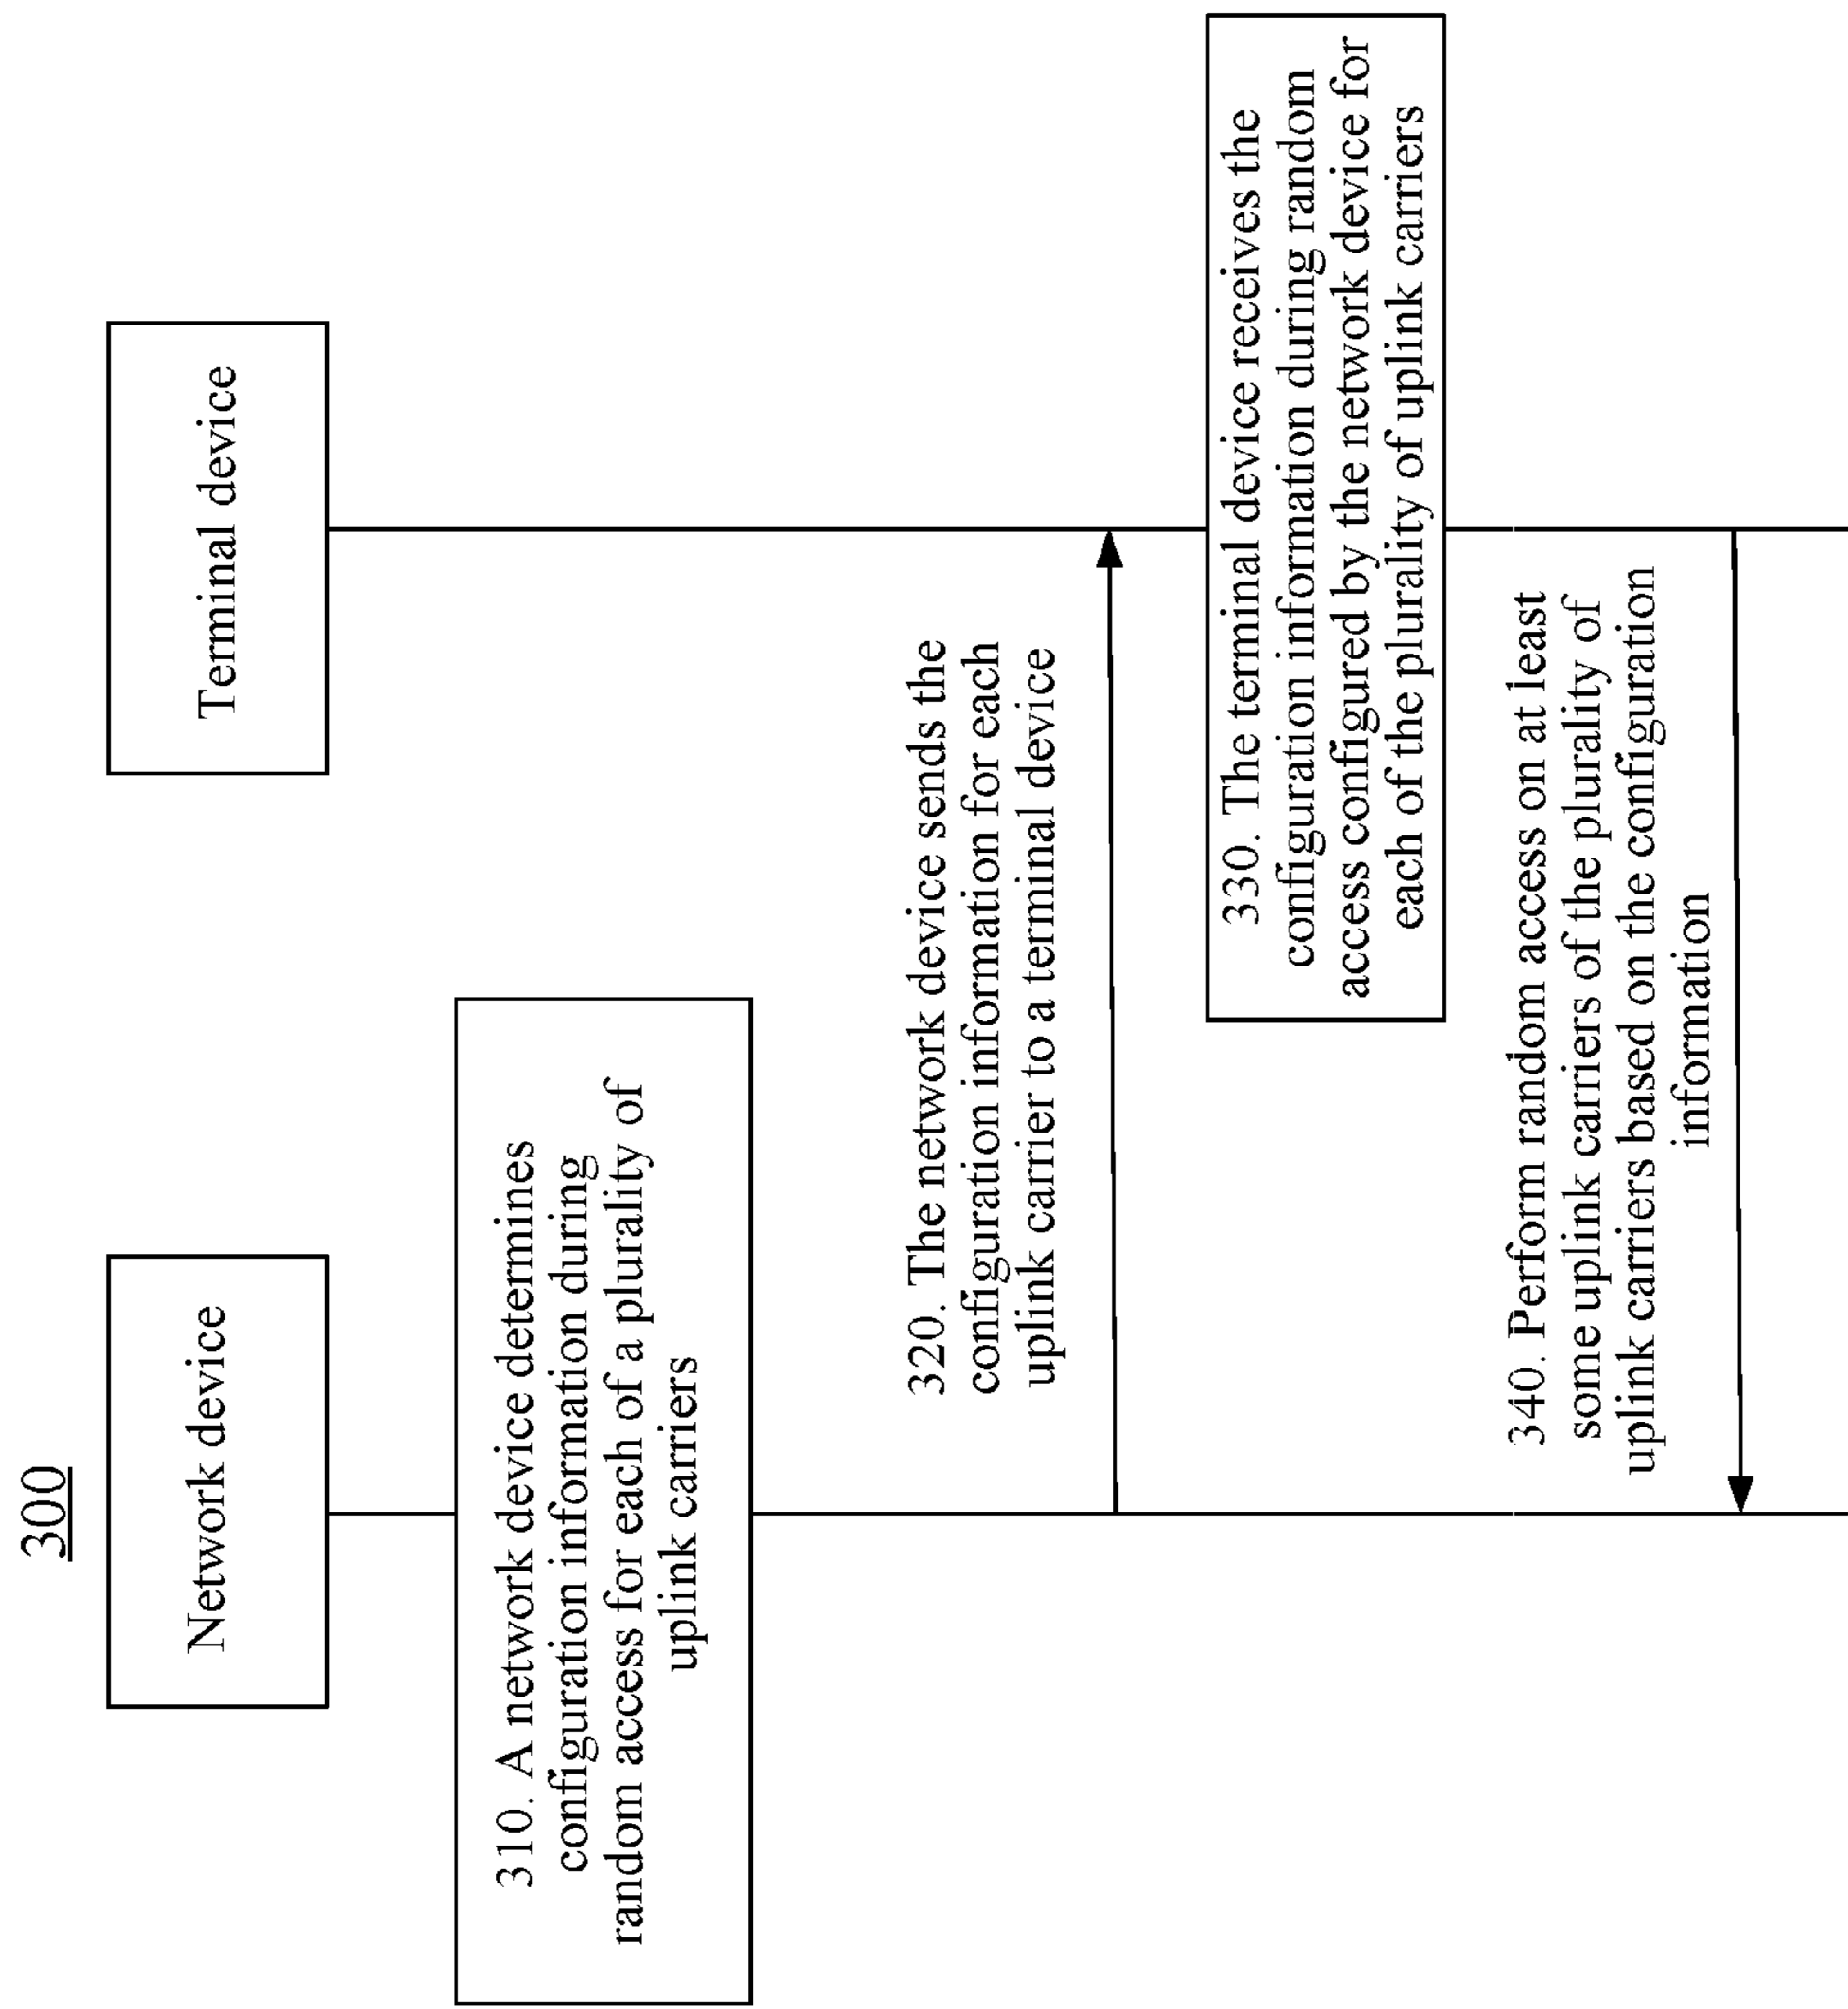 300
Network device
Terminal device
310. A network device determines
configuration information during
random access for each of a plurality of
uplink carriers
320. The network device sends the
configuration information for each
uplink carrier to a terminal device
330. The terminal device receives the
configuration information during random
access configured by the network device for
each of the plurality of uplink carriers
340. Perform random access on at least
some uplink carriers of the plurality of
uplink carriers based on the configuration
information